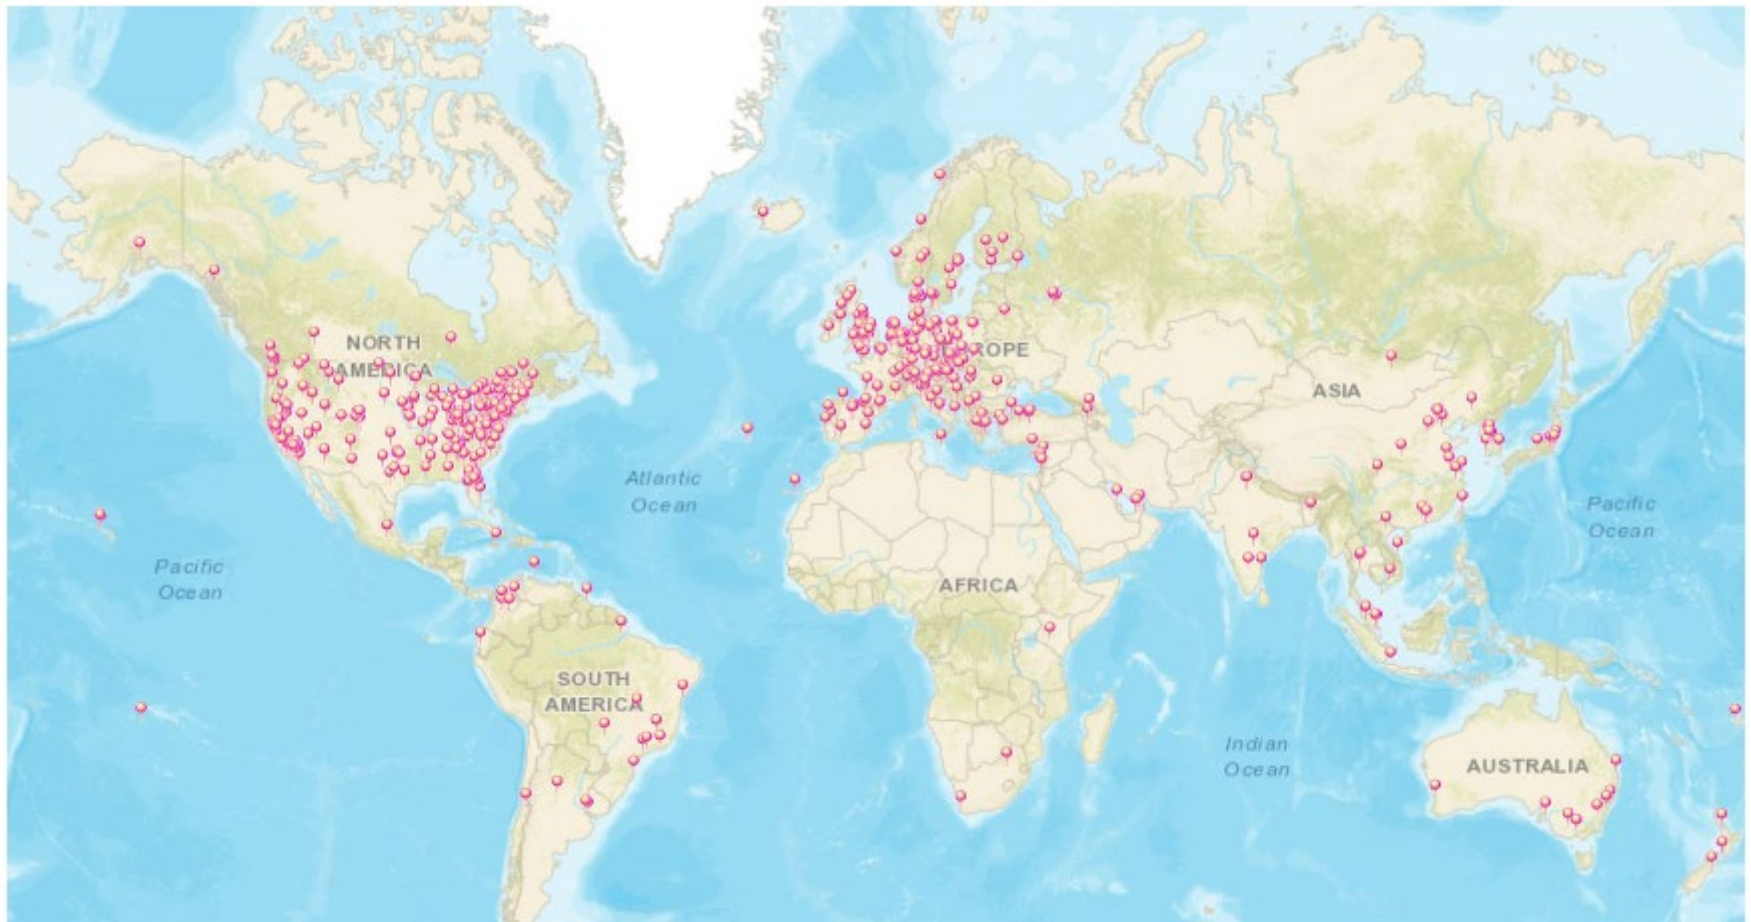 NORTH
AMERICA
EUROPE
ASIA
Atlantic
Ocean
Pacific
Ocean
Pacific
Ocean
AFRICA
SOUTH
AMERICA
Indian
Ocean
AUSTRALIA